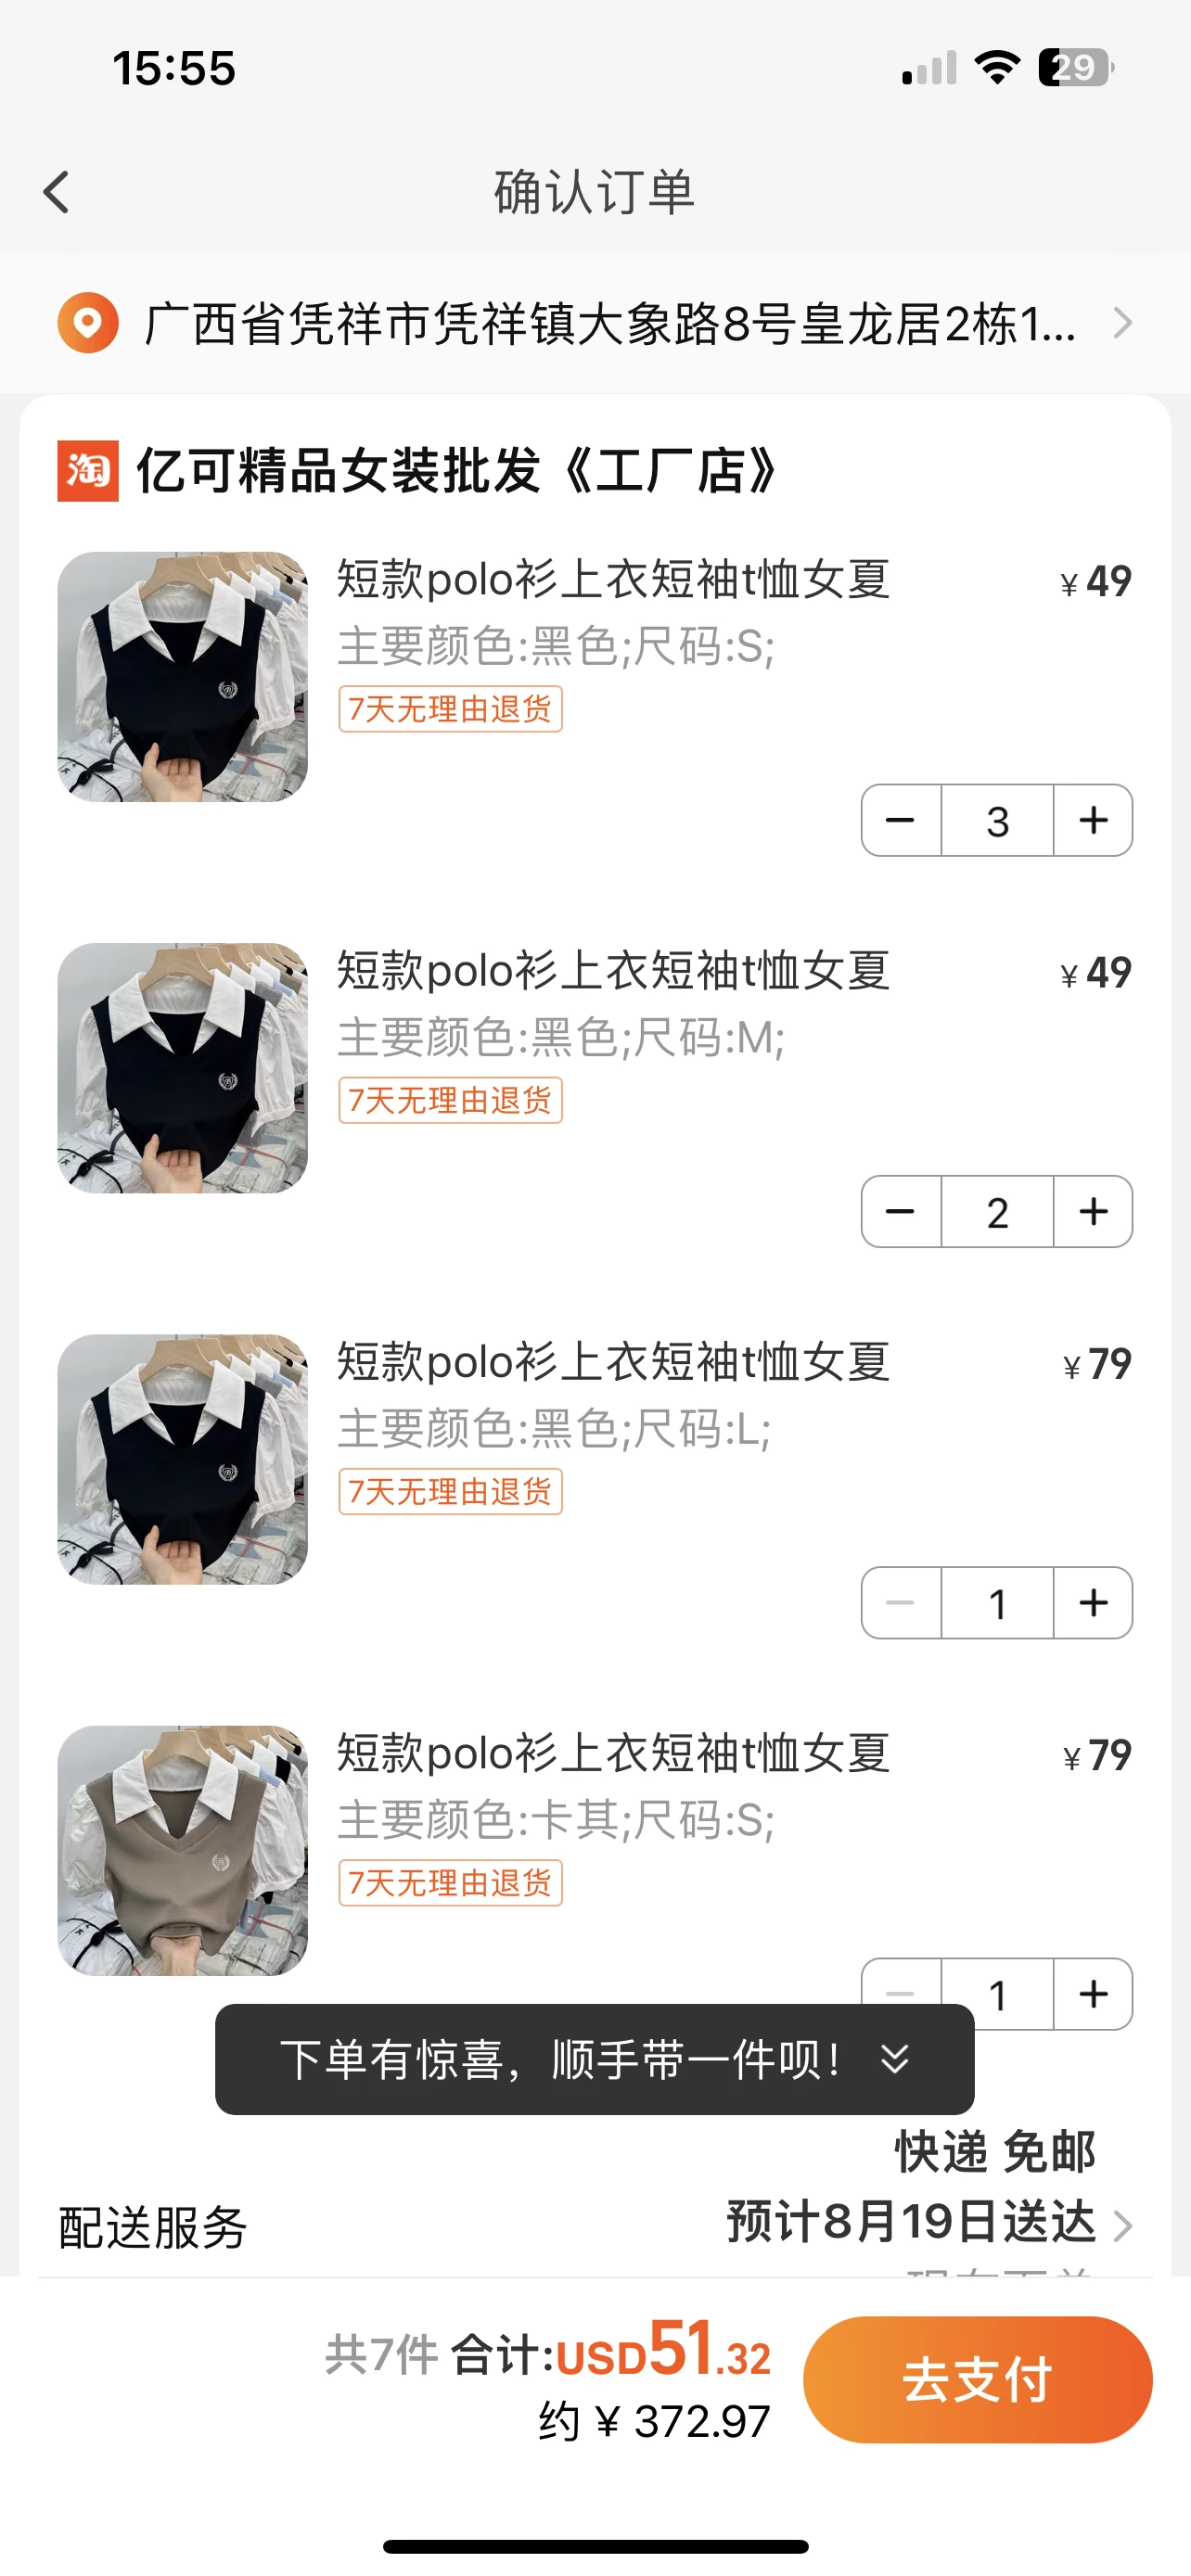 15:55
29
确认订单
广西省凭祥市凭祥镇大象路8号皇龙居2栋1...
淘 亿可精品女装批发《工厂店》
短款polo衫上衣短袖t恤女夏 ¥ 49
主要颜色:黑色;尺码:S;
7天无理由退货
3
短款polo衫上衣短袖t恤女夏 ¥ 49
主要颜色:黑色;尺码:M;
7天无理由退货
2
短款polo衫上衣短袖t恤女夏 ¥ 79
主要颜色:黑色;尺码:L;
7天无理由退货
1
短款polo衫上衣短袖t恤女夏 ¥ 79
主要颜色:卡其;尺码:S;
7天无理由退货
1
下单有惊喜，顺手带一件呗！
快递 免邮
配送服务 预计8月19日送达
共7件 合计:USD51.32
约 ¥ 372.97
去支付